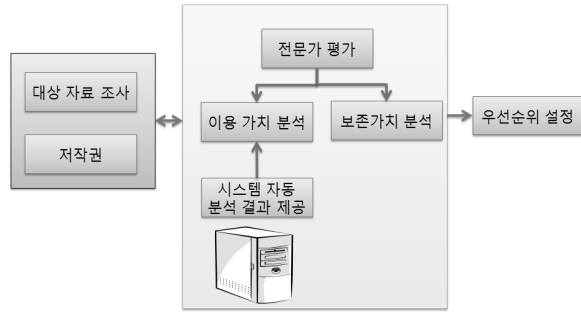 전문가 평가
대상 자료 조사
이용 가치 분석
보존가치 분석
우선순위 설정
저작권
시스템 자동
분석 결과 제공